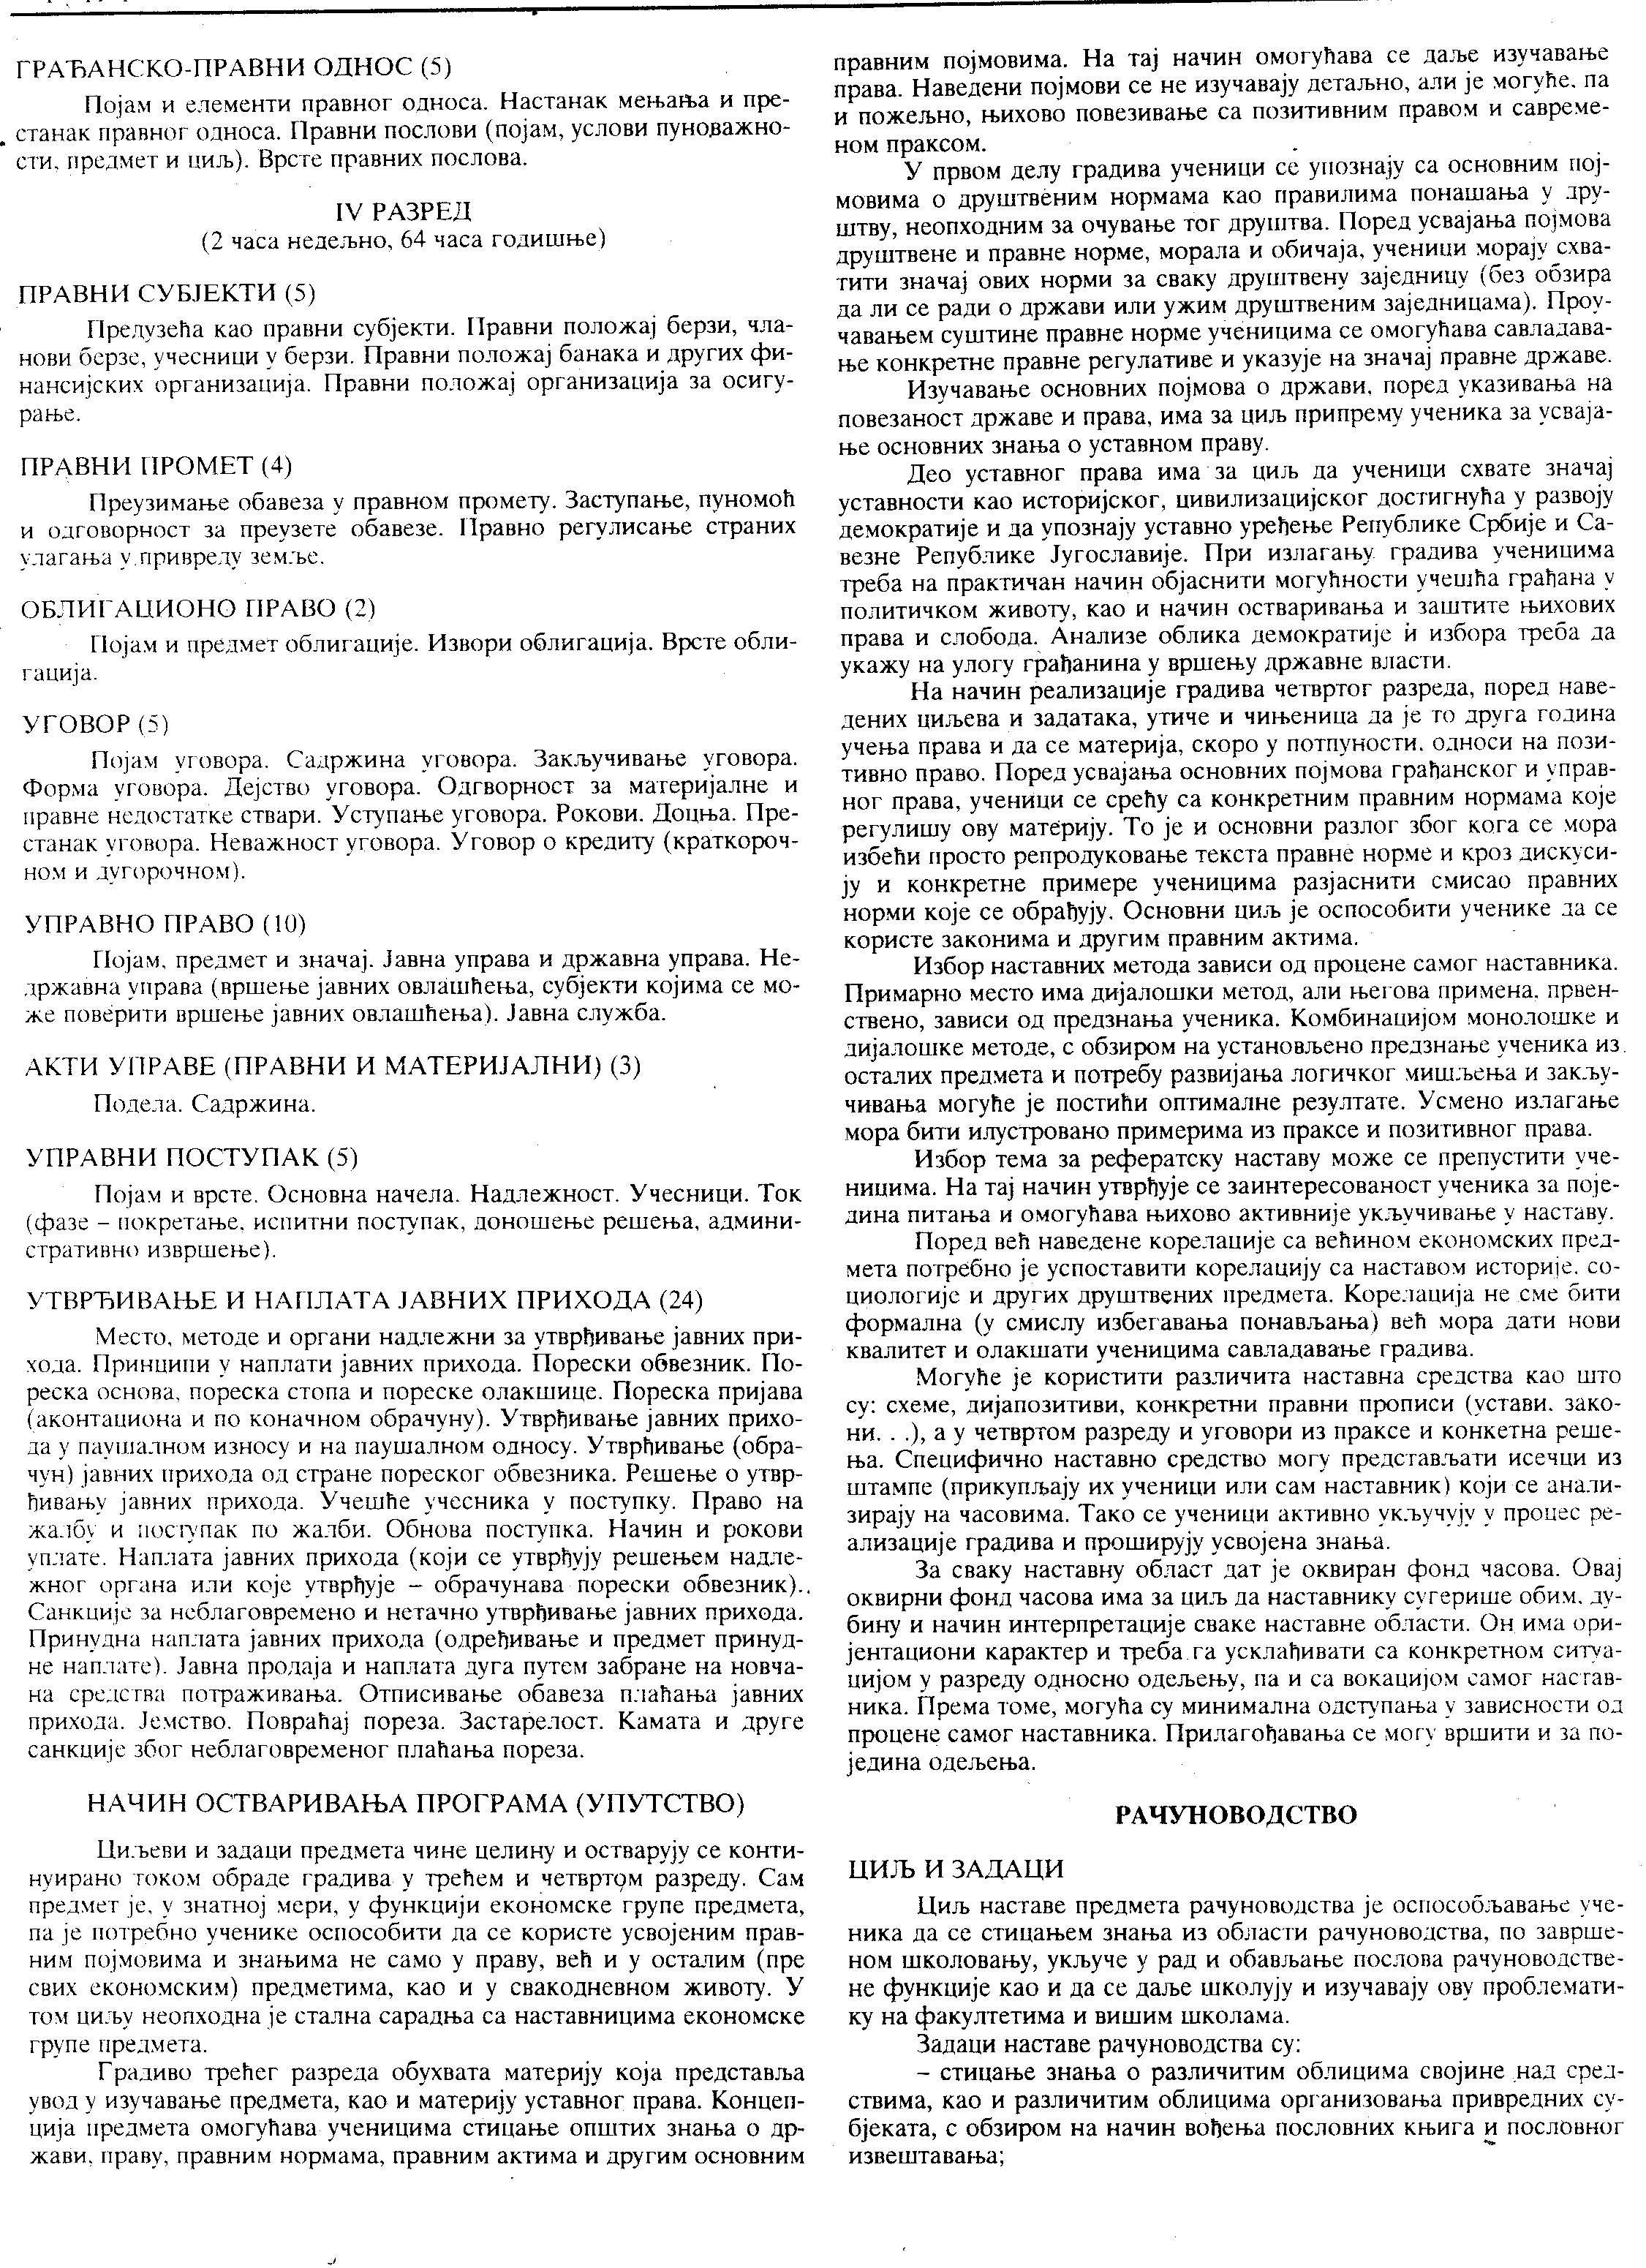 ГРАЂАНСКО-ПРАВНИ ОДНОС (5)
Појам и елементи правног односа. Настанак мењања и пре-
станак правног односа. Правни послови (појам, услови пуноважно-
сти, предмет и циљ). Врсте правних послова.
IV РАЗРЕД
(2 часа недељно, 64 часа годишње)
ПРАВНИ СУБЈЕКТИ (5)
Предузећа као правни субјекти. Правни положај берзи, чла-
нови берзе, учесници у берзи. Правни положај банака и других фи-
нансијских организација. Правни положај организација за осигу-
рање.
ПРАВНИ ПРОМЕТ (4)
Преузимање обавеза у правном промету. Заступање, пуномоћ
и одговорност за преузете обавезе. Правно регулисање страних
улагања у привреду земље.
ОБЛИГАЦИОНО ПРАВО (2)
Појам и предмет облигације. Извори облигација. Врсте обли-
гација.
УГОВОР (5)
Појам уговора. Садржина уговора. Закључивање уговора.
Форма уговора. Дејство уговора. Одгворност за материјалне и
правне недостатке ствари. Уступање уговора. Рокови. Доцња. Пре-
станак уговора. Неважност уговора. Уговор о кредиту (краткороч-
ном и дугорочном).
УПРАВНО ПРАВО (10)
Појам, предмет и значај. Јавна управа и државна управа. Не-
државна управа (вршење јавних овлашћења, субјекти којима се мо-
же поверити вршење јавних овлашћења). Јавна служба.
АКТИ УПРАВЕ (ПРАВНИ И МАТЕРИЈАЛНИ) (3)
Подела. Садржина.
УПРАВНИ ПОСТУПАК (5)
Појам и врсте. Основна начела. Надлежност. Учесници. Ток
(фазе – покретање, испитни поступак, доношење решења, админи-
стративно извршење).
УТВРЂИВАЊЕ И НАПЛАТА ЈАВНИХ ПРИХОДА (24)
Место, методе и органи надлежни за утврђивање јавних при-
хода. Принципи у наплати јавних прихода. Порески обвезник. По-
реска основа, пореска стопа и пореске олакшице. Пореска пријава
(аконтациона и по коначном обрачуну). Утврђивање јавних прихо-
да у паушалном износу и на паушалном односу. Утврђивање (обра-
чун) јавних прихода од стране пореског обвезника. Решење о утвр-
ђивању јавних прихода. Учешће учесника у поступку. Право на
жалбу и поступак по жалби. Обнова поступка. Начин и рокови
уплате. Наплата јавних прихода (који се утврђују решењем надле-
жног органа или које утврђује – обрачунава порески обвезник)..
Санкције за неблаговремено и нетачно утврђивање јавних прихода.
Принудна наплата јавних прихода (одређивање и предмет принуд-
не наплате). Јавна продаја и наплата дуга путем забране на новча-
на средства потраживања. Отписивање обавеза плаћања јавних
прихода. Јемство. Повраћај пореза. Застарелост. Камата и друге
санкције због неблаговременог плаћања пореза.
НАЧИН ОСТВАРИВАЊА ПРОГРАМА (УПУТСТВО)
Циљеви и задаци предмета чине целину и остварују се конти-
нуирано током обраде градива у трећем и четвртом разреду. Сам
предмет је, у знатној мери, у функцији економске групе предмета,
па је потребно ученике оспособити да се користе усвојеним прав-
ним појмовима и знањима не само у праву, већ и у осталим (пре
свих економским) предметима, као и у свакодневном животу. У
том циљу неопходна је стална сарадња са наставницима економске
групе предмета.
Градиво трећег разреда обухвата материју која представља
увод у изучавање предмета, као и материју уставног права. Концеп-
ција предмета омогућава ученицима стицање општих знања о др-
жави, праву, правним нормама, правним актима и другим основним
правним појмовима. На тај начин омогућава се даље изучавање
права. Наведени појмови се не изучавају детаљно, али је могуће, па
и пожељно, њихово повезивање са позитивним правом и савреме-
ном праксом.
У првом делу градива ученици се упознају са основним пој-
мовима о друштвеним нормама као правилима понашања у дру-
штву, неопходним за очување тог друштва. Поред усвајања појмова
друштвене и правне норме, морала и обичаја, ученици морају схва-
тити значај ових норми за сваку друштвену заједницу (без обзира
да ли се ради о држави или ужим друштвеним заједницама). Проу-
чавањем суштине правне норме ученицима се омогућава савладава-
ње конкретне правне регулативе и указује на значај правне државе.
Изучавање основних појмова о држави, поред указивања на
повезаност државе и права, има за циљ припрему ученика за усваја-
ње основних знања о уставном праву.
Део уставног права има за циљ да ученици схвате значај
уставности као историјског, цивилизацијског достигнућа у развоју
демократије и да упознају уставно уређење Републике Србије и Са-
везне Републике Југославије. При излагању градива ученицима
треба на практичан начин објаснити могућности учешћа грађана у
политичком животу, као и начин остваривања и заштите њихових
права и слобода. Анализе облика демократије и избора треба да
укажу на улогу грађанина у вршењу државне власти.
На начин реализације градива четвртог разреда, поред наве-
дених циљева и задатака, утиче и чињеница да је то друга година
учења права и да се материја, скоро у потпуности, односи на пози-
тивно право. Поред усвајања основних појмова грађанског и управ-
ног права, ученици се срећу са конкретним правним нормама које
регулишу ову материју. То је и основни разлог због кога се мора
избећи просто репродуковање текста правне норме и кроз дискуси-
ју и конкретне примере ученицима разјаснити смисао правних
норми које се обрађују. Основни циљ је оспособити ученике да се
користе законима и другим правним актима.
Избор наставних метода зависи од процене самог наставника.
Примарно место има дијалошки метод, али његова примена, првен-
ствено, зависи од предзнања ученика. Комбинацијом монолошке и
дијалошке методе, с обзиром на установљено предзнање ученика из
осталих предмета и потребу развијања логичког мишљења и закљу-
чивања могуће је постићи оптималне резултате. Усмено излагање
мора бити илустровано примерима из праксе и позитивног права.
Избор тема за рефератску наставу може се препустити уче-
ницима. На тај начин утврђује се заинтересованост ученика за поје-
дина питања и омогућава њихово активније укључивање у наставу.
Поред већ наведене корелације са већином економских пред-
мета потребно је успоставити корелацију са наставом историје, со-
циологије и других друштвених предмета. Корелација не сме бити
формална (у смислу избегавања понављања) већ мора дати нови
квалитет и олакшати ученицима савладавање градива.
Могуће је користити различита наставна средства као што
су: схеме, дијапозитиви, конкретни правни прописи (устави, зако-
ни. . .), а у четвртом разреду и уговори из праксе и конкетна реше-
ња. Специфично наставно средство могу представљати исечци из
штампе (прикупљају их ученици или сам наставник) који се анали-
зирају на часовима. Тако се ученици активно укључују у процес ре-
ализације градива и проширују усвојена знања.
За сваку наставну област дат је оквиран фонд часова. Овај
оквирни фонд часова има за циљ да наставнику сугерише обим, ду-
бину и начин интерпретације сваке наставне области. Он има ори-
јентациони карактер и треба га усклађивати са конкретном ситуа-
цијом у разреду односно одељењу, па и са вокацијом самог настав-
ника. Према томе, могућа су минимална одступања у зависности од
процене самог наставника. Прилагођавања се могу вршити и за по-
једина одељења.
РАЧУНОВОДСТВО
ЦИЉ И ЗАДАЦИ
Циљ наставе предмета рачуноводства је оспособљавање уче-
ника да се стицањем знања из области рачуноводства, по заврше-
ном школовању, укључе у рад и обављање послова рачуноводстве-
не функције као и да се даље школују и изучавају ову проблемати-
ку на факултетима и вишим школама.
Задаци наставе рачуноводства су:
– стицање знања о различитим облицима својине над сред-
ствима, као и различитим облицима организовања привредних су-
бјеката, с обзиром на начин вођења пословних књига и пословног
извештавања;